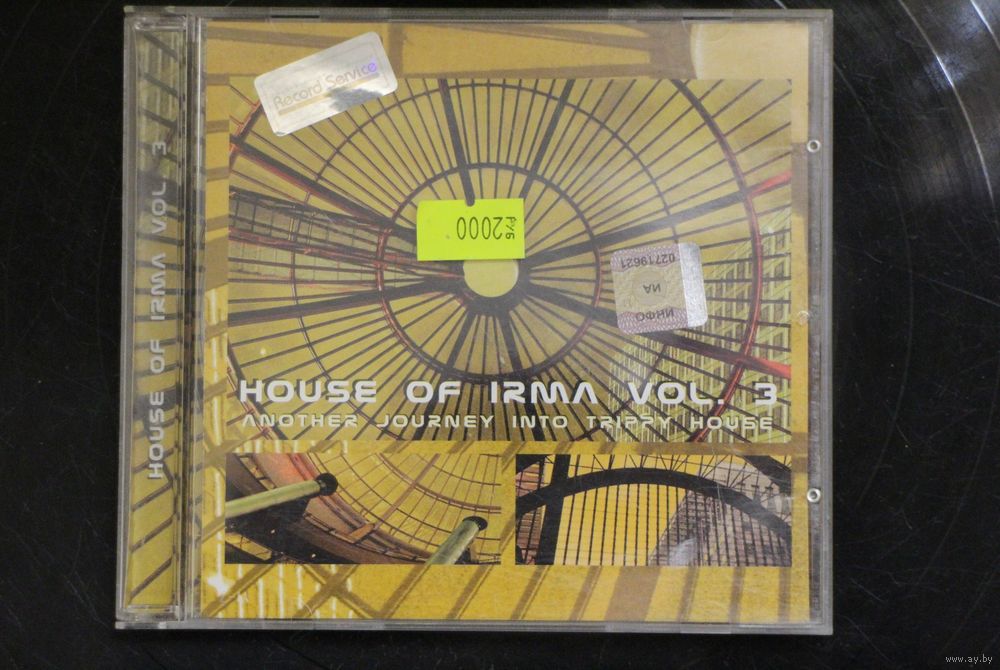 HOUSE OF IRMA VOL. 3
Record Service
РУБ
2000
02719621
ИА
ИНФО
HOUSE OF IRMA VOL. 3
ANOTHER JOURNEY INTO TRIPPY HOUSE
www.ay.by